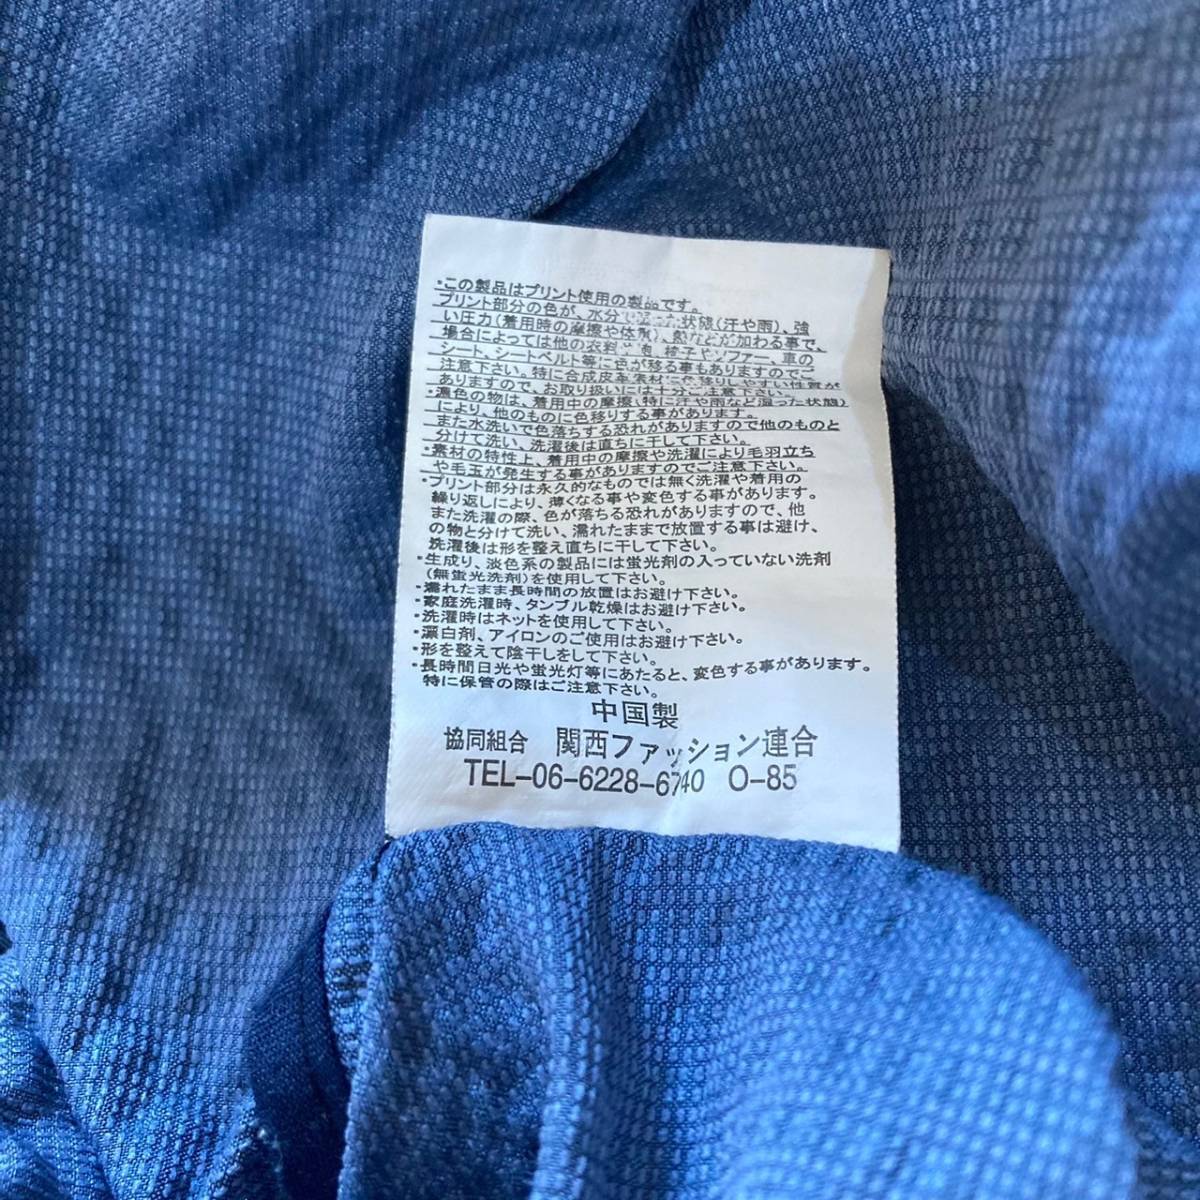 ・この製品はプリント使用の製品です。
プリント部分の色が、水分で 状態(汗や雨)、強
い圧力(着用時の摩擦や体 )、熱などが加わる事で、
場合によっては他の衣料 椅子やソファー、車の
シート、シートベルト等に色が移る事もありますのでご
注意下さい。特に合成皮革素材に色移りしやすい性質が
ありますので、お取り扱いには十分ご注意下さい。
・濃色の物は、着用中の摩擦(特に汗や雨など湿った状態)
により、他のものに色移りする事があります。
また水洗いで色落ちする恐れがありますので他のものと
分けて洗い、洗濯後は直ちに干して下さい。
・素材の特性上、着用中の摩擦や洗濯により毛羽立ち
や毛玉が発生する事がありますのでご注意下さい。
・プリント部分は永久的なものでは無く洗濯や着用の
繰り返しにより、薄くなる事や変色する事があります。
また洗濯の際、色が落ちる恐れがありますので、他
の物と分けて洗い、濡れたままで放置する事は避け、
洗濯後は形を整え直ちに干して下さい。
・生成り、淡色系の製品には蛍光剤の入っていない洗剤
(無蛍光洗剤)を使用して下さい。
・濡れたまま長時間の放置はお避け下さい。
・家庭洗濯時、タンブル乾燥はお避け下さい。
・洗濯時はネットを使用して下さい。
・漂白剤、アイロンのご使用はお避け下さい。
・形を整えて陰干しをして下さい。
・長時間日光や蛍光灯等にあたると、変色する事があります。
特に保管の際はご注意下さい。
中国製
協同組合 関西ファッション連合
TEL-06-6228-6740 O-85